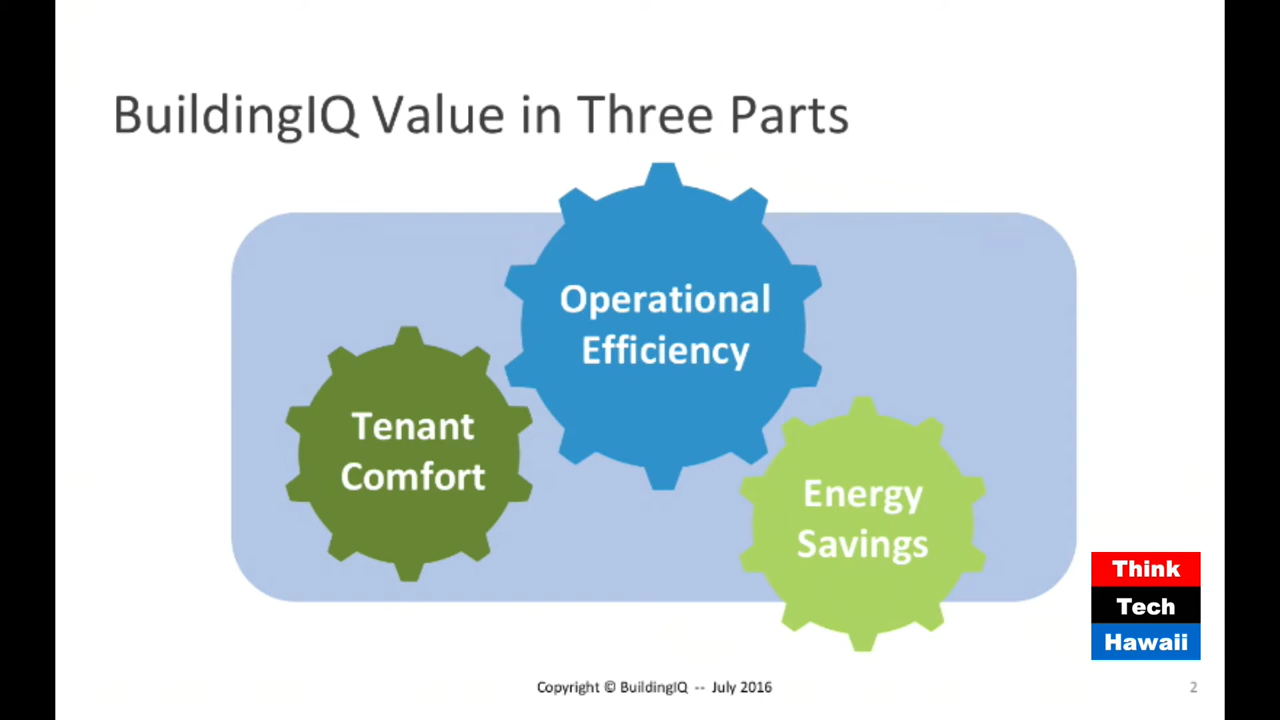 BuildingIQ Value in Three Parts
Operational
Efficiency
Tenant
Comfort
Energy
Savings
Think
Tech
Hawaii
Copyright © BuildingIQ -- July 2016
2